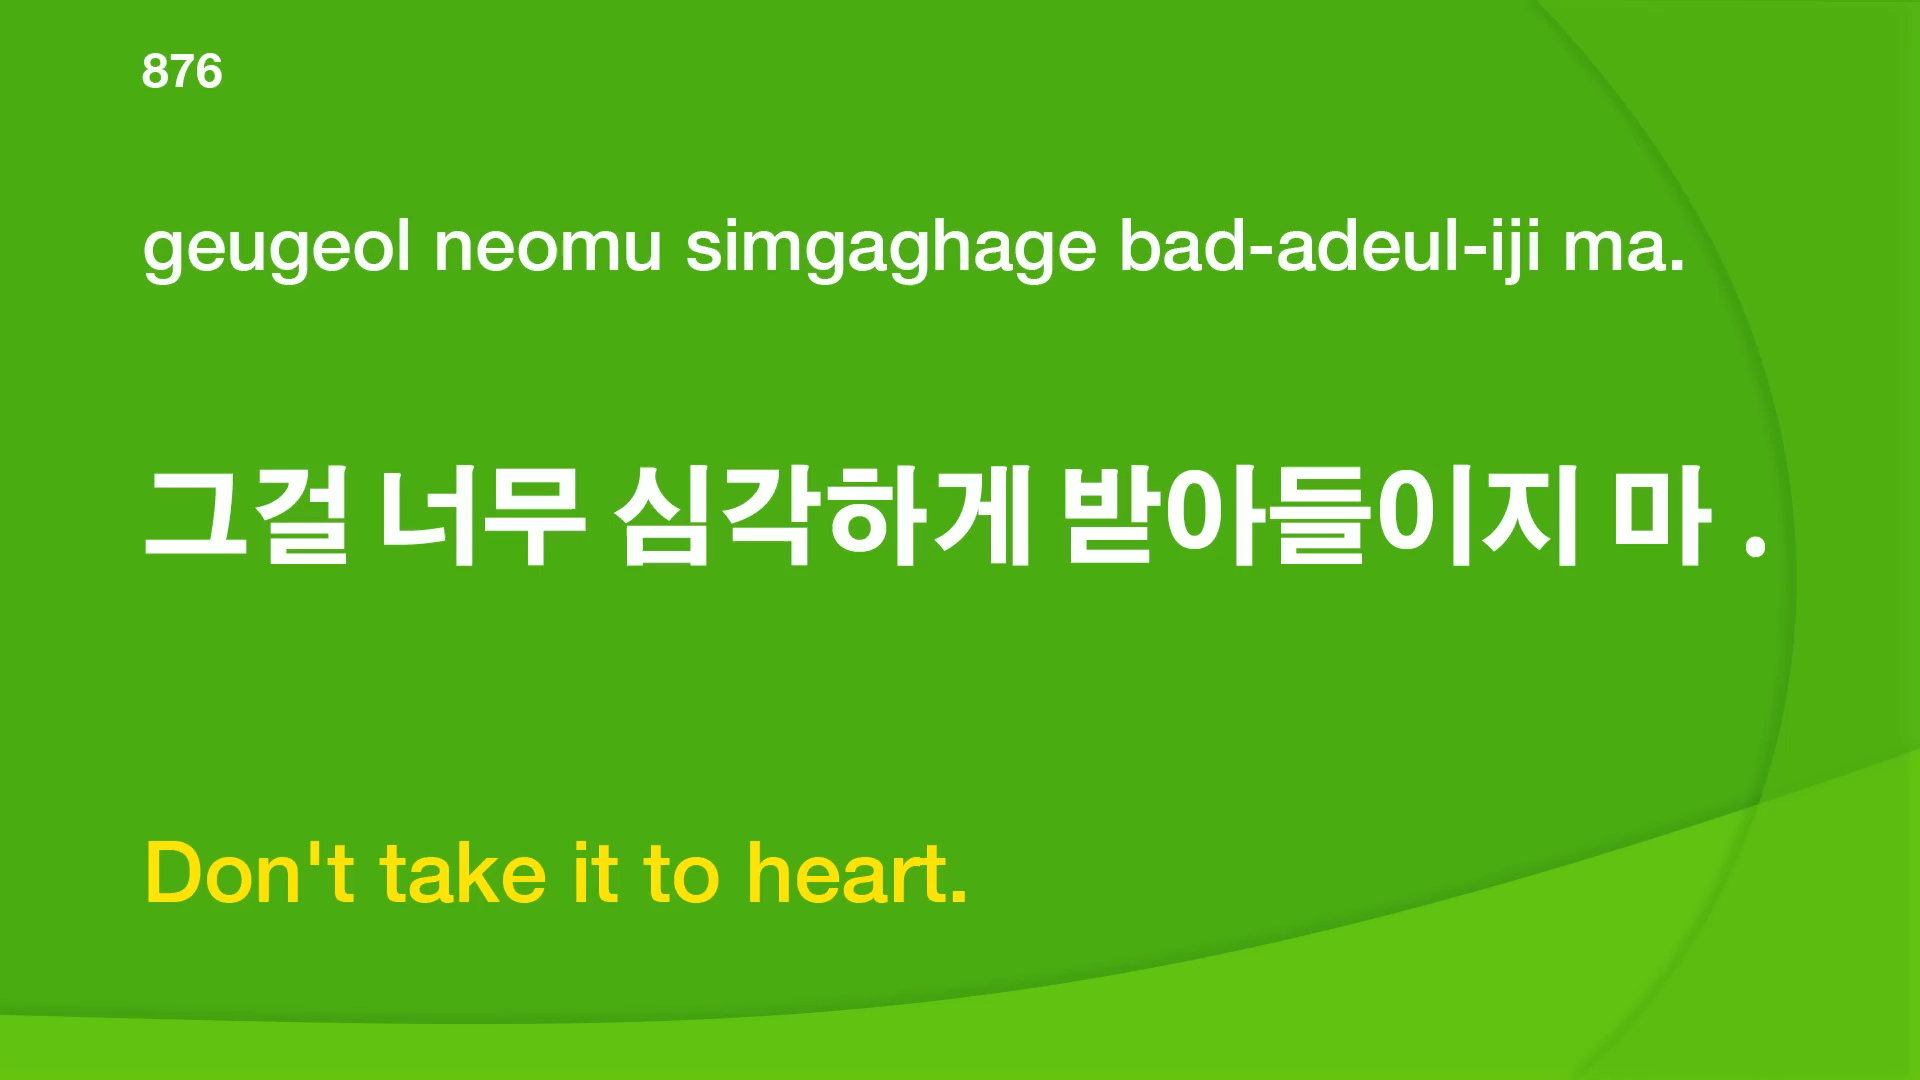 876
geugeol neomu simgaghage bad-adeul-iji ma.
그걸 너무 심각하게 받아들이지 마 .
Don't take it to heart.